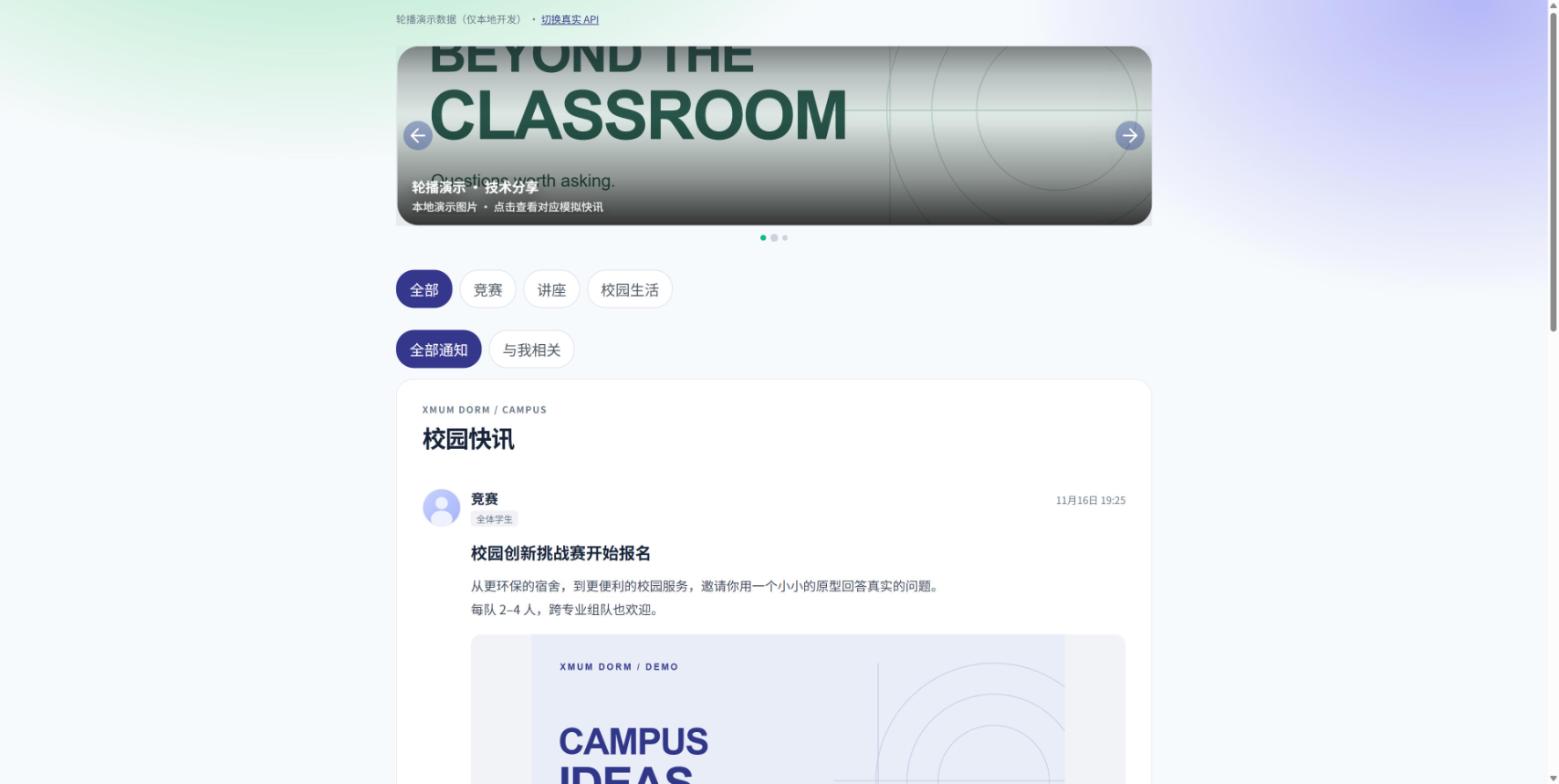 轮播演示数据（仅本地开发） · 切换真实 API
BEYOND THE
CLASSROOM
Questions worth asking.
轮播演示 · 技术分享
本地演示图片 · 点击查看对应模拟快讯
全部 竞赛 讲座 校园生活
全部通知 与我相关
XMUM DORM / CAMPUS
校园快讯
竞赛 11月16日 19:25
全体学生
校园创新挑战赛开始报名
从更环保的宿舍，到更便利的校园服务，邀请你用一个小小的原型回答真实的问题。
每队 2–4 人，跨专业组队也欢迎。
XMUM DORM / DEMO
CAMPUS
IDEAS